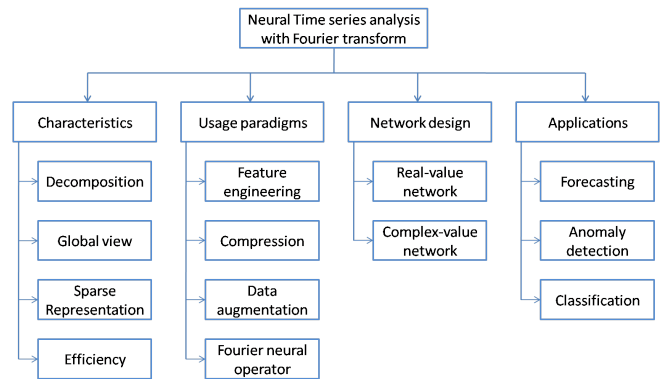 Neural Time series analysis
with Fourier transform
Characteristics
Decomposition
Global view
Sparse
Representation
Efficiency
Usage paradigms
Feature
engineering
Compression
Data
augmentation
Fourier neural
operator
Network design
Real-value
network
Complex-value
network
Applications
Forecasting
Anomaly
detection
Classification